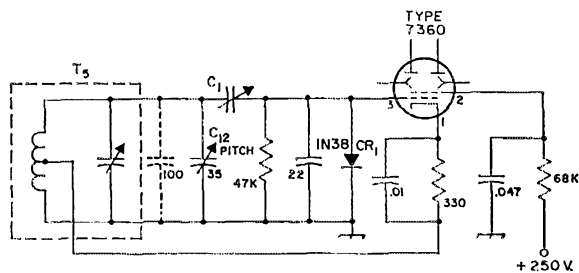 TYPE
7360
T5
C1
3
2
1
C12
PITCH
1N38
CR1
100
35
47K
22
.01
330
.047
68K
+250V.